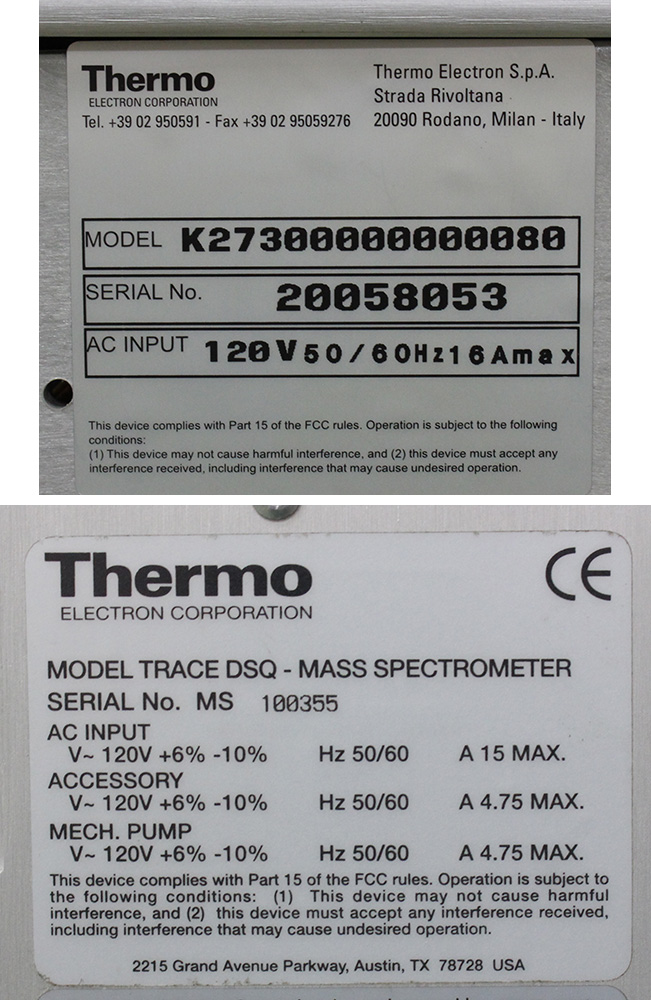 Thermo
ELECTRON CORPORATION
Tel. +39 02 950591 - Fax +39 02 95059276
Thermo Electron S.p.A.
Strada Rivoltana
20090 Rodano, Milan - Italy
MODEL K27300000000080
SERIAL No. 20058053
AC INPUT 120V 50/60Hz 16Amax
This device complies with Part 15 of the FCC rules. Operation is subject to the following
conditions:
(1) This device may not cause harmful interference, and (2) this device must accept any
interference received, including interference that may cause undesired operation.
Thermo
ELECTRON CORPORATION
CE
MODEL TRACE DSQ - MASS SPECTROMETER
SERIAL No. MS 100355
AC INPUT
V~ 120V +6% -10% Hz 50/60 A 15 MAX.
ACCESSORY
V~ 120V +6% -10% Hz 50/60 A 4.75 MAX.
MECH. PUMP
V~ 120V +6% -10% Hz 50/60 A 4.75 MAX.
This device complies with Part 15 of the FCC rules. Operation is subject to
the following conditions: (1) This device may not cause harmful
interference, and (2) this device must accept any interference received,
including interference that may cause undesired operation.
2215 Grand Avenue Parkway, Austin, TX 78728 USA